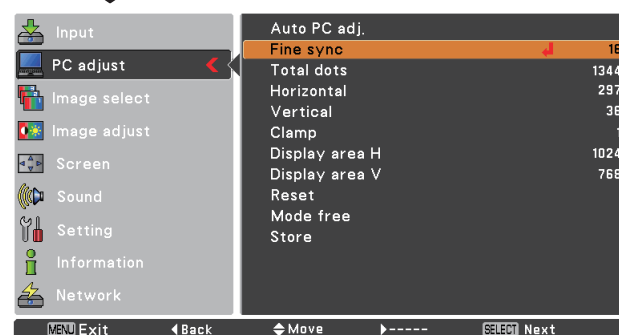 Input
PC adjust
Image select
Image adjust
Screen
Sound
Setting
Information
Network
Auto PC adj.
Fine sync
Total dots 1344
Horizontal 297
Vertical
Clamp
Display area H 1024
Display area V 768
Reset
Mode free
Store
MENU Exit ◀Back Move ▶----- SELECT Next